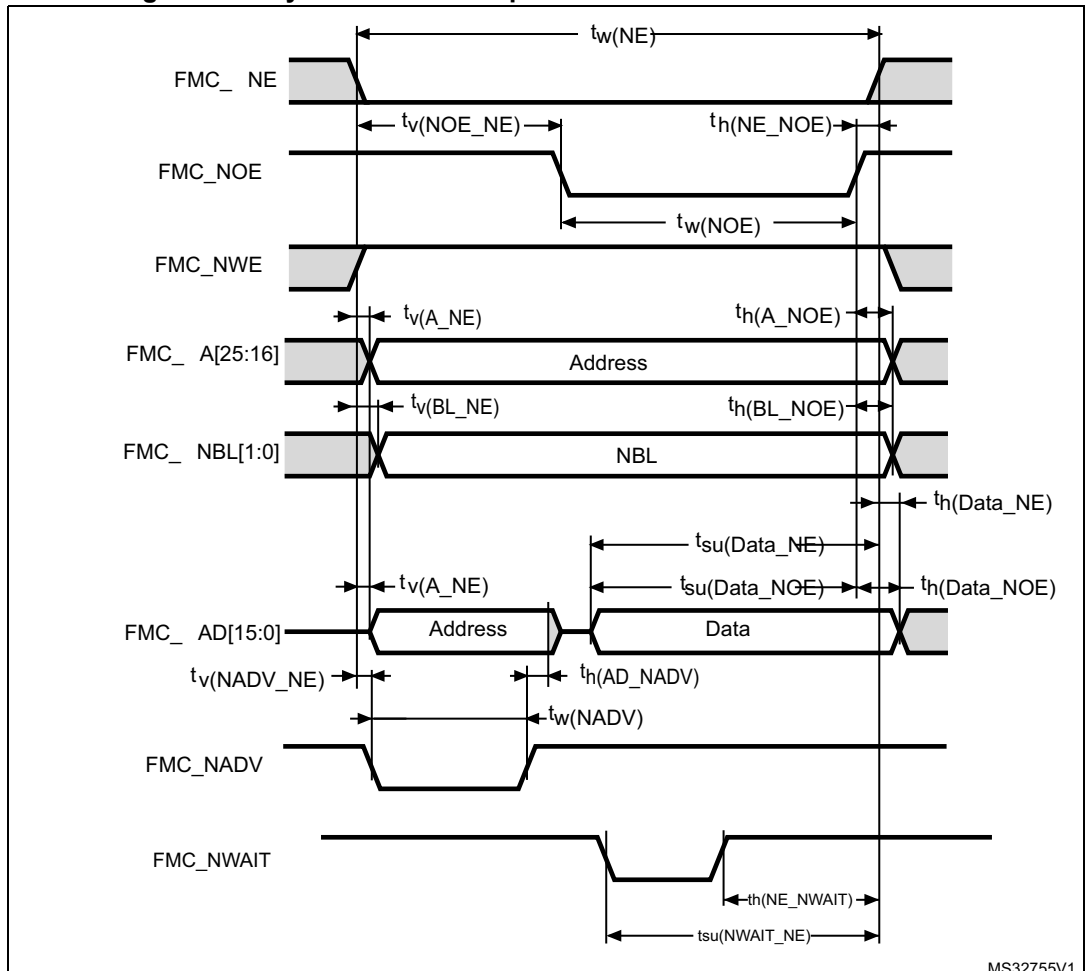 tw(NE)
FMC_ NE
tv(NOE_NE)
th(NE_NOE)
FMC_NOE
tw(NOE)
FMC_NWE
tv(A_NE)
th(A_NOE)
FMC_ A[25:16]
Address
tv(BL_NE)
th(BL_NOE)
FMC_ NBL[1:0]
NBL
th(Data_NE)
tsu(Data_NE)
tv(A_NE)
tsu(Data_NOE)
th(Data_NOE)
FMC_ AD[15:0]
Address
Data
tv(NADV_NE)
th(AD_NADV)
tw(NADV)
FMC_NADV
FMC_NWAIT
th(NE_NWAIT)
tsu(NWAIT_NE)
MS32755V1